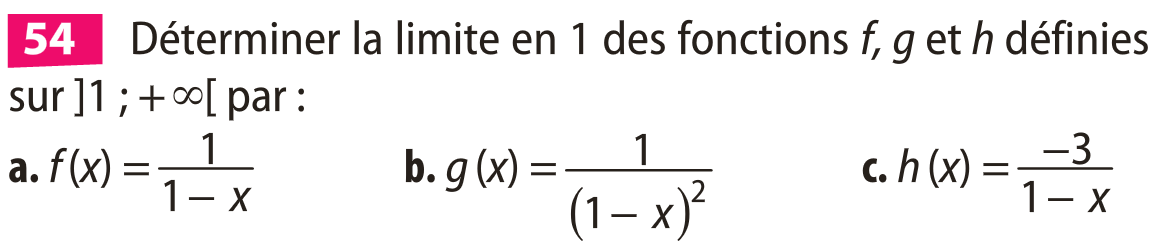 54 Déterminer la limite en 1 des fonctions f, g et h définies
sur ]1 ; + ∞[ par :
a. f (x) = 1/(1 − x) b. g (x) = 1/(1 − x)² c. h (x) = −3/(1 − x)